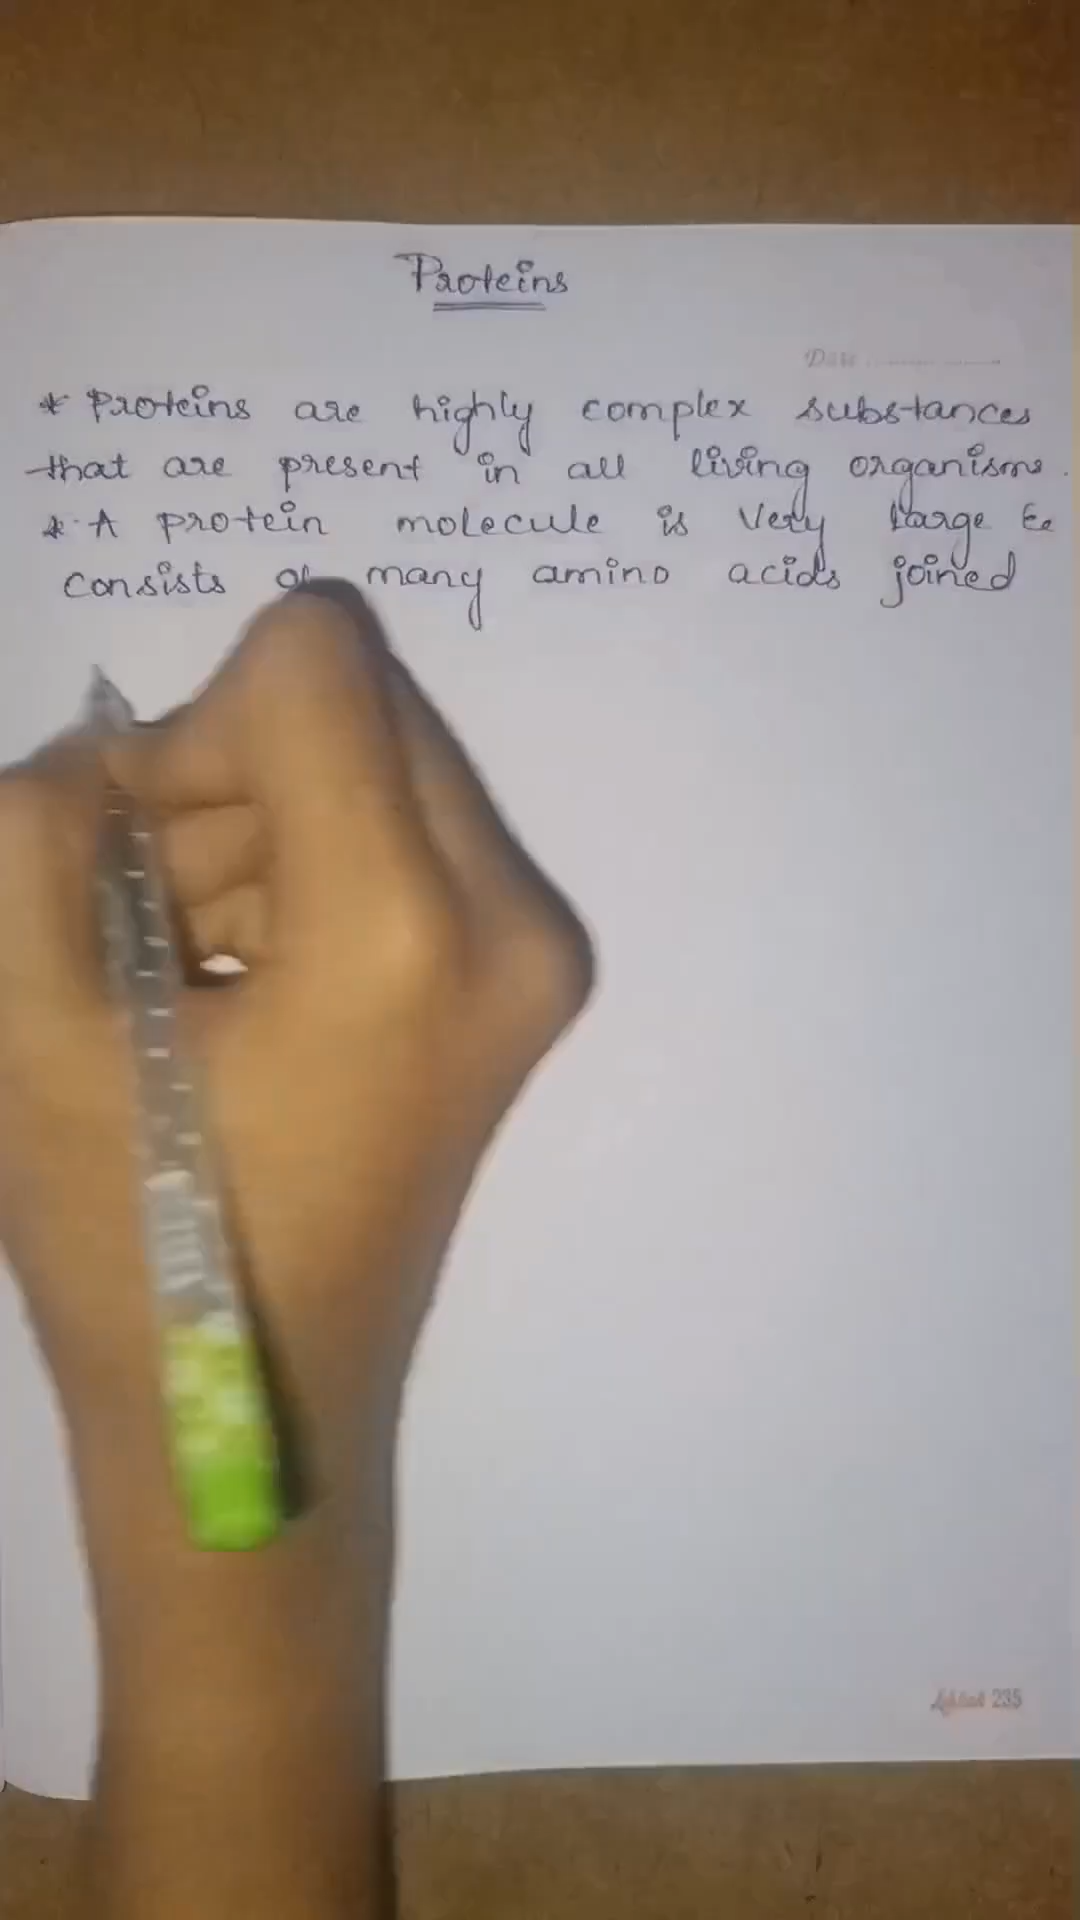 Proteins
Date
* Proteins are highly complex substances
that are present in all living organisms.
* A protein molecule is very large &
consists of many amino acids joined
235